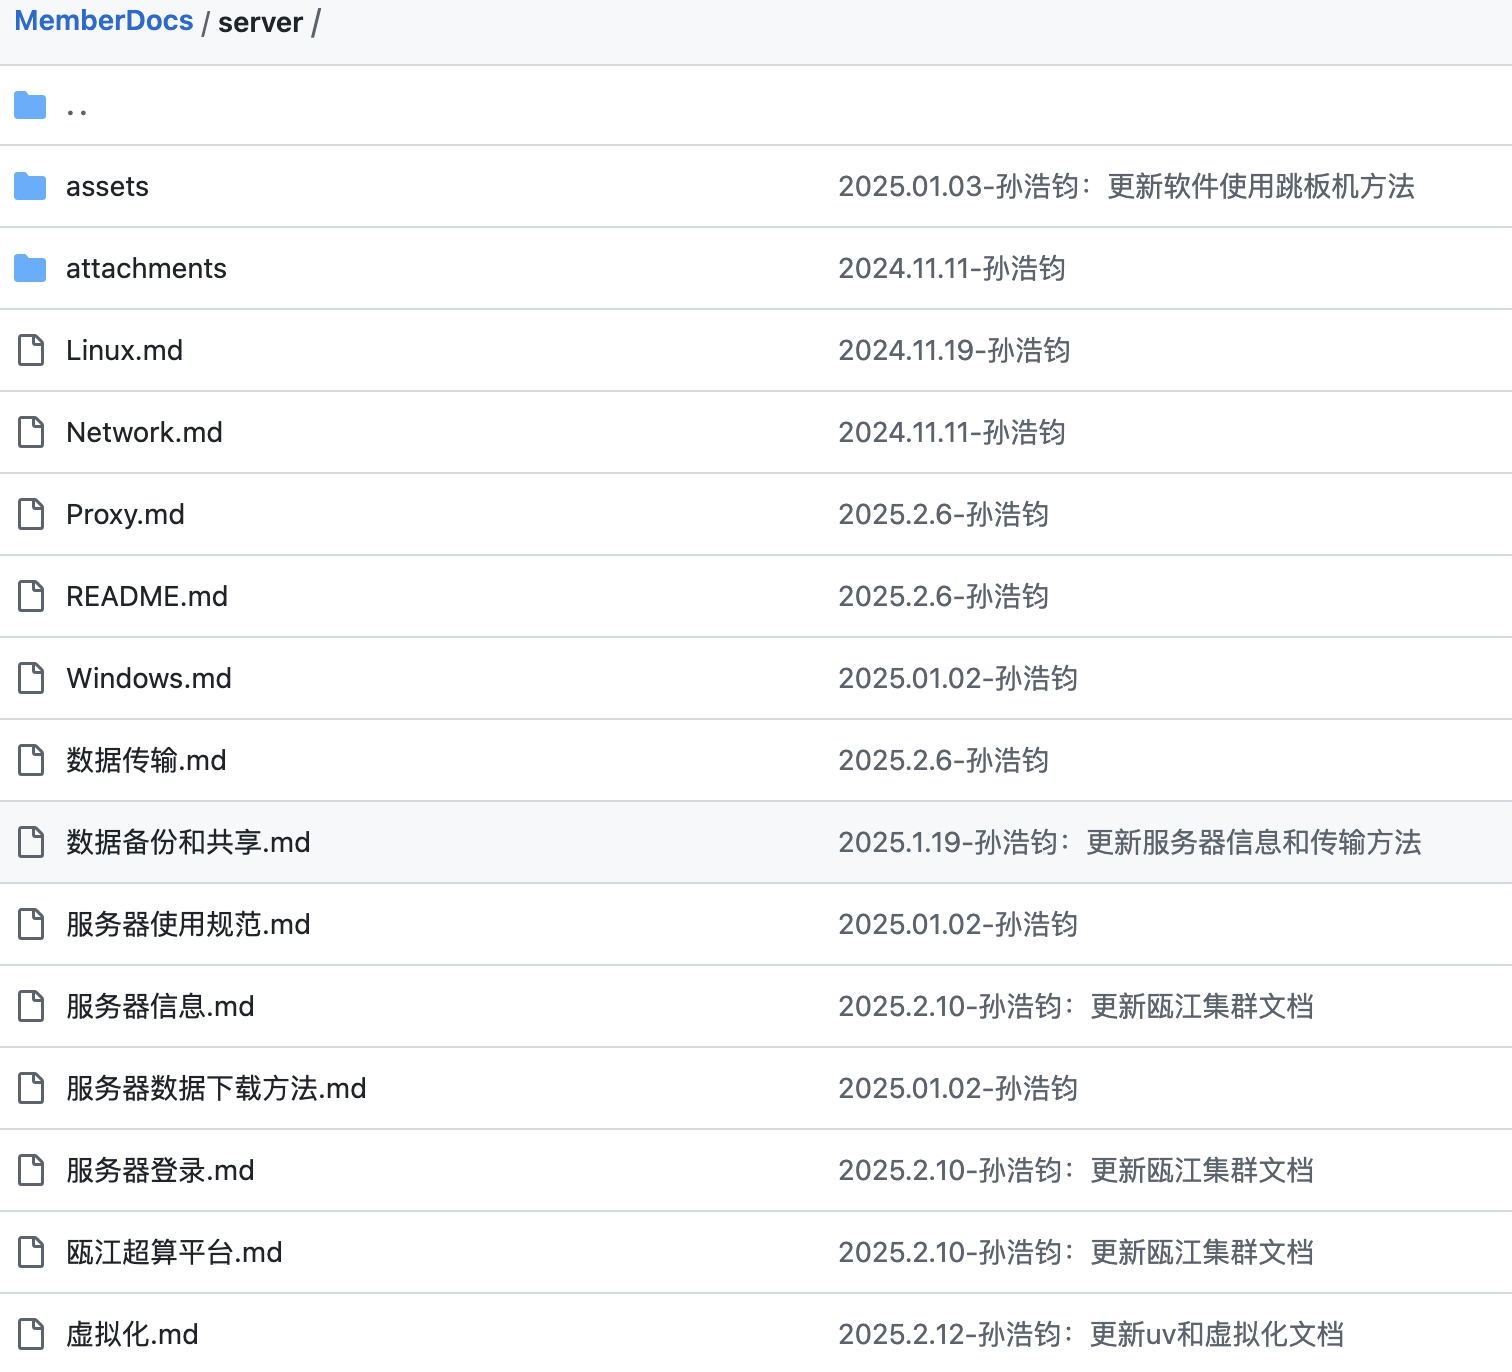 MemberDocs / server /
..
assets 2025.01.03-孙浩钧：更新软件使用跳板机方法
attachments 2024.11.11-孙浩钧
Linux.md 2024.11.19-孙浩钧
Network.md 2024.11.11-孙浩钧
Proxy.md 2025.2.6-孙浩钧
README.md 2025.2.6-孙浩钧
Windows.md 2025.01.02-孙浩钧
数据传输.md 2025.2.6-孙浩钧
数据备份和共享.md 2025.1.19-孙浩钧：更新服务器信息和传输方法
服务器使用规范.md 2025.01.02-孙浩钧
服务器信息.md 2025.2.10-孙浩钧：更新瓯江集群文档
服务器数据下载方法.md 2025.01.02-孙浩钧
服务器登录.md 2025.2.10-孙浩钧：更新瓯江集群文档
瓯江超算平台.md 2025.2.10-孙浩钧：更新瓯江集群文档
虚拟化.md 2025.2.12-孙浩钧：更新uv和虚拟化文档